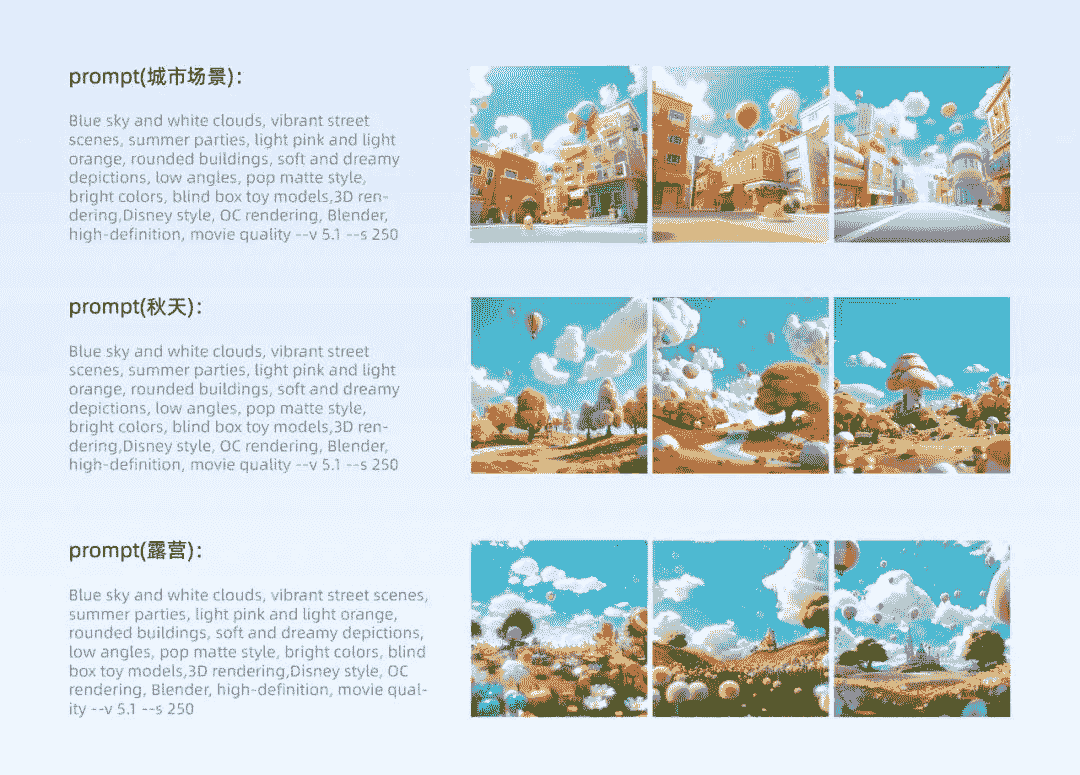 prompt(城市场景):
Blue sky and white clouds, vibrant street
scenes, summer parties, light pink and light
orange, rounded buildings, soft and dreamy
depictions, low angles, pop matte style,
bright colors, blind box toy models,3D ren-
dering,Disney style, OC rendering, Blender,
high-definition, movie quality --v 5.1 --s 250
prompt(秋天):
Blue sky and white clouds, vibrant street
scenes, summer parties, light pink and light
orange, rounded buildings, soft and dreamy
depictions, low angles, pop matte style,
bright colors, blind box toy models,3D ren-
dering,Disney style, OC rendering, Blender,
high-definition, movie quality --v 5.1 --s 250
prompt(露营):
Blue sky and white clouds, vibrant street scenes,
summer parties, light pink and light orange,
rounded buildings, soft and dreamy depictions,
low angles, pop matte style, bright colors, blind
box toy models,3D rendering,Disney style, OC
rendering, Blender, high-definition, movie qual-
ity --v 5.1 --s 250